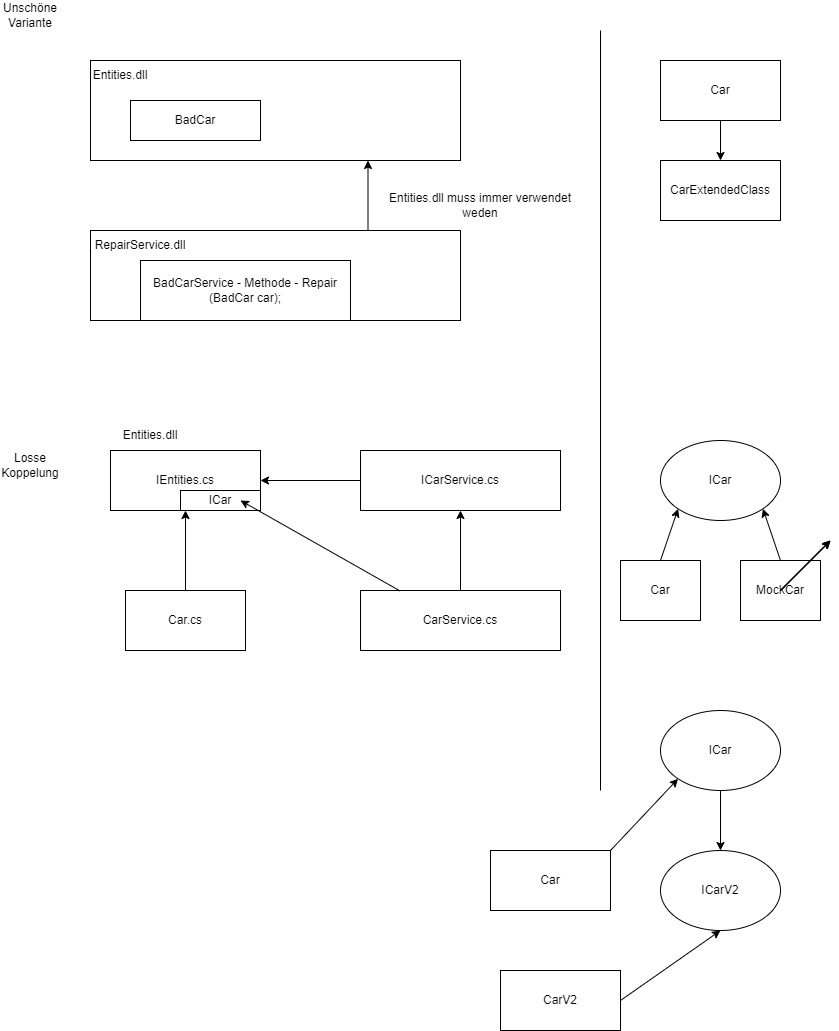 Unschöne
Variante
Entities.dll
BadCar
Entities.dll muss immer verwendet
weden
RepairService.dll
BadCarService - Methode - Repair
(BadCar car);
Car
CarExtendedClass
Losse
Koppelung
Entities.dll
IEntities.cs
ICar
ICarService.cs
Car.cs
CarService.cs
ICar
Car
MockCar
ICar
Car
ICarV2
CarV2